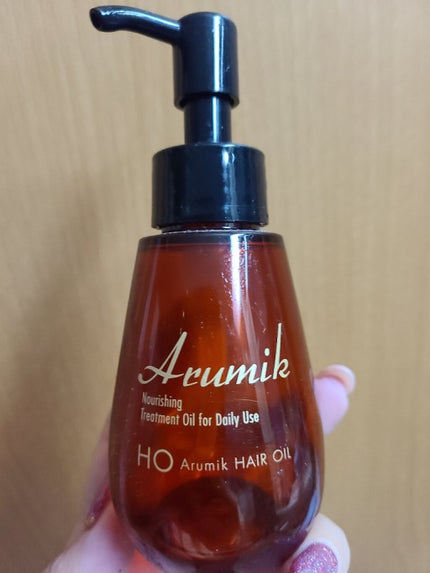 Arumik
Nourishing
Treatment Oil for Daily Use
HO Arumik HAIR OIL